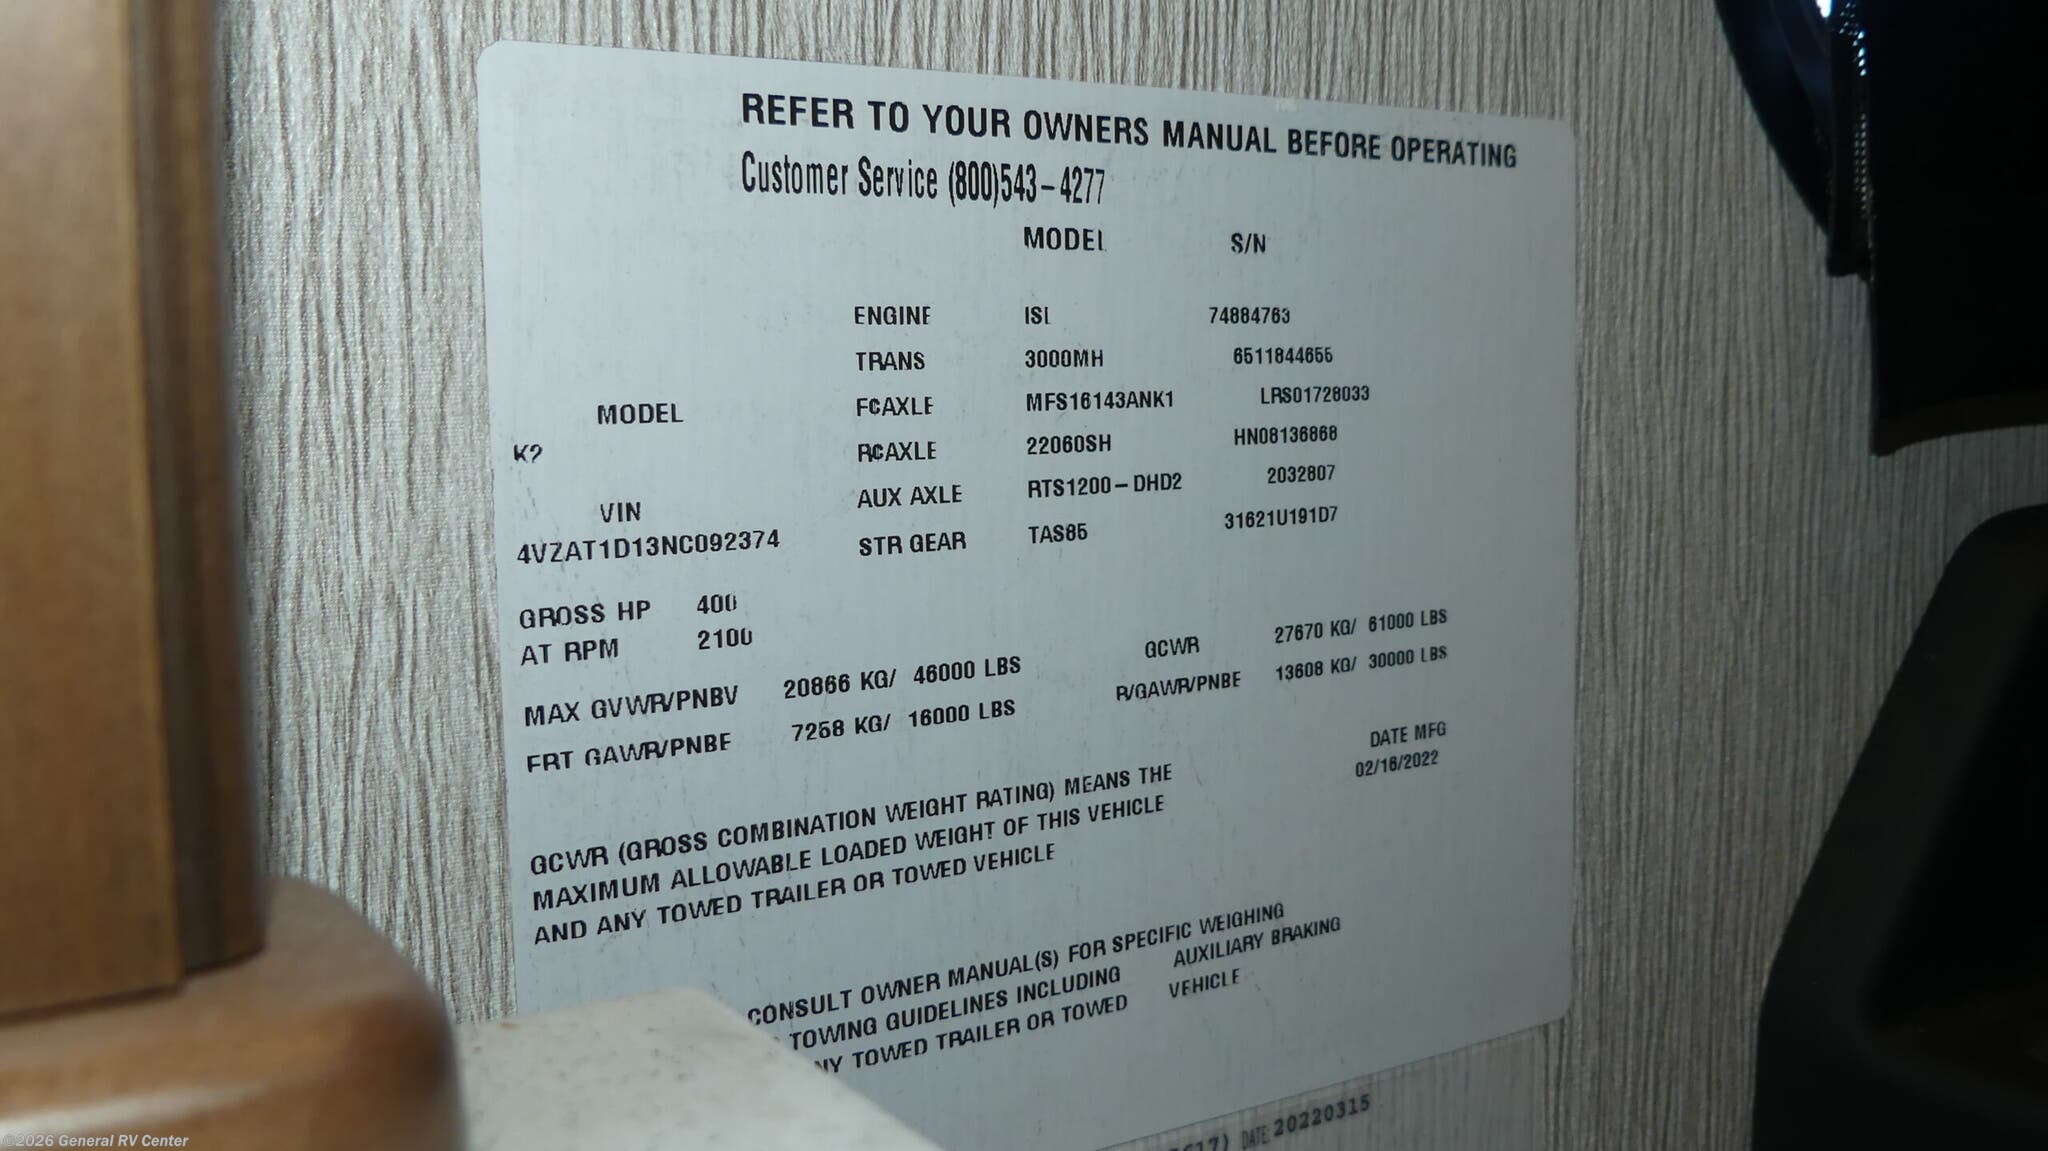 REFER TO YOUR OWNERS MANUAL BEFORE OPERATING
Customer Service (800)543-4277
MODEL S/N
ENGINE ISL 74884763
TRANS 3000MH 6511844655
F¢AXLE MFS16143ANK1 LRS01728033
MODEL
K2
R¢AXLE 22060SH HN08136868
AUX AXLE RTS1200-DHD2 2032807
VIN
4VZAT1D13NC092374
STR GEAR TAS85 31621U191D7
GROSS HP 400
AT RPM 2100
MAX GVWR/PNBV 20866 KG/ 46000 LBS GCWR 27670 KG/ 61000 LBS
FRT GAWR/PNBE 7258 KG/ 16000 LBS R/GAWR/PNBE 13608 KG/ 30000 LBS
DATE MFG
02/16/2022
GCWR (GROSS COMBINATION WEIGHT RATING) MEANS THE
MAXIMUM ALLOWABLE LOADED WEIGHT OF THIS VEHICLE
AND ANY TOWED TRAILER OR TOWED VEHICLE
CONSULT OWNER MANUAL(S) FOR SPECIFIC WEIGHING
TOWING GUIDELINES INCLUDING AUXILIARY BRAKING
NY TOWED TRAILER OR TOWED VEHICLE
617) DATE: 20220315
©2026 General RV Center